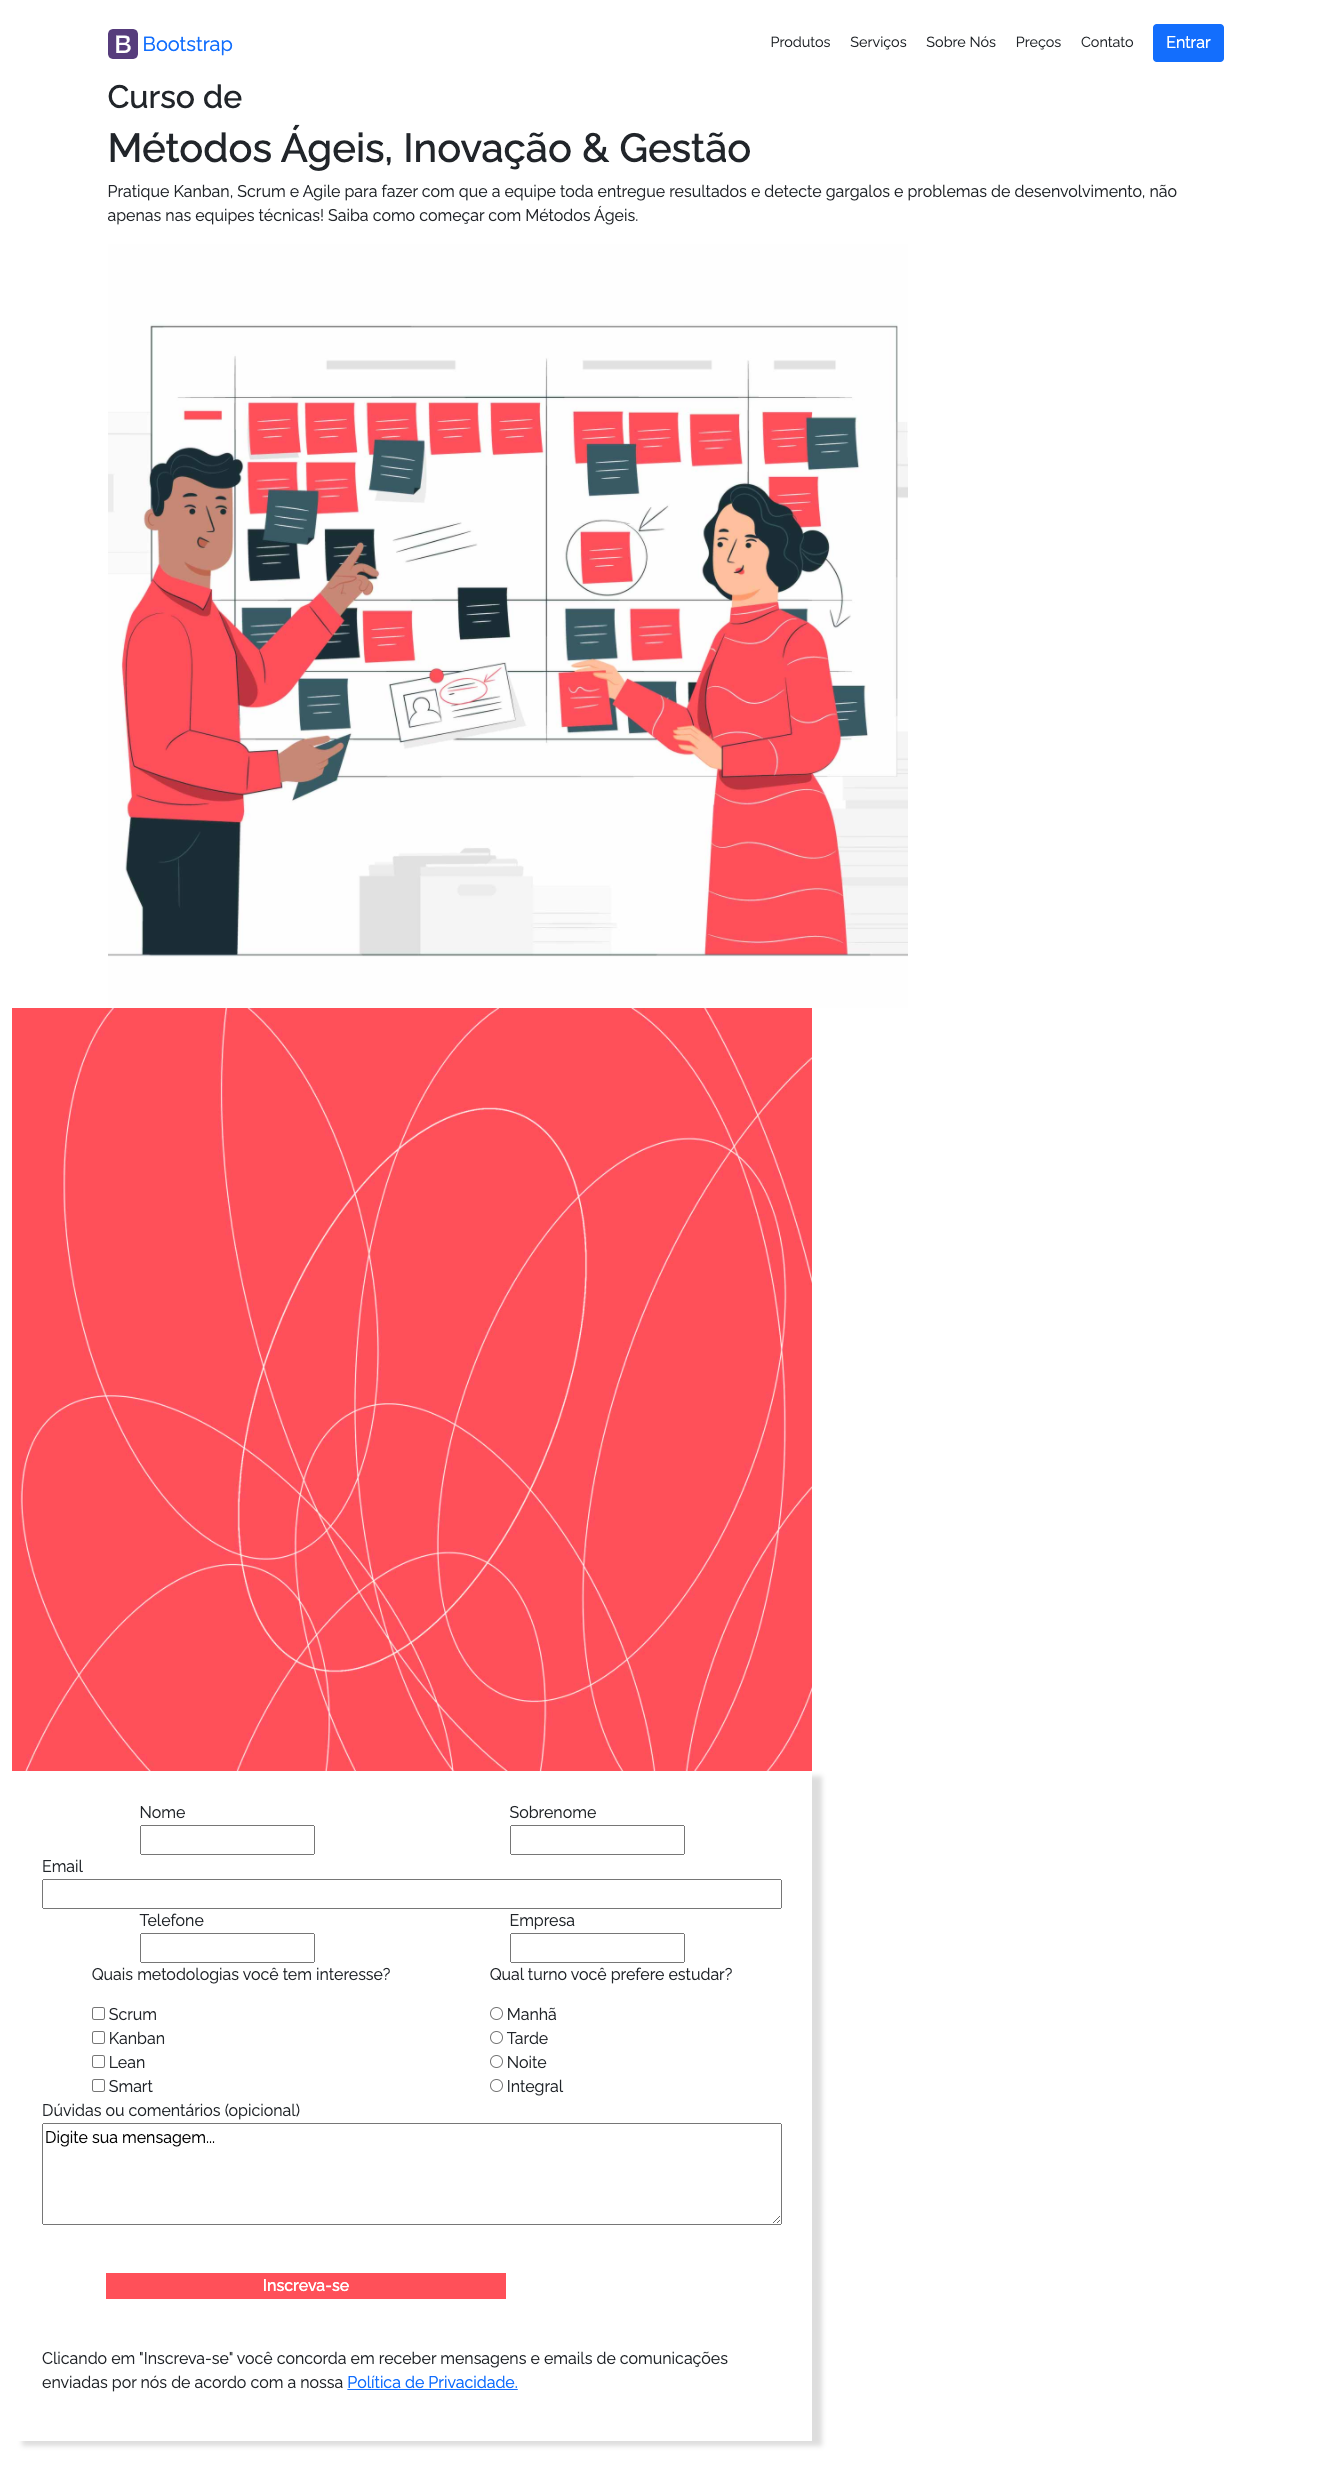 B Bootstrap
Produtos Serviços Sobre Nós Preços Contato Entrar
Curso de
Métodos Ágeis, Inovação & Gestão
Pratique Kanban, Scrum e Agile para fazer com que a equipe toda entregue resultados e detecte gargalos e problemas de desenvolvimento, não
apenas nas equipes técnicas! Saiba como começar com Métodos Ágeis.
Nome Sobrenome
Email
Telefone Empresa
Quais metodologias você tem interesse? Qual turno você prefere estudar?
Scrum Manhã
Kanban Tarde
Lean Noite
Smart Integral
Dúvidas ou comentários (opicional)
Digite sua mensagem...
Inscreva-se
Clicando em "Inscreva-se" você concorda em receber mensagens e emails de comunicações
enviadas por nós de acordo com a nossa Política de Privacidade.